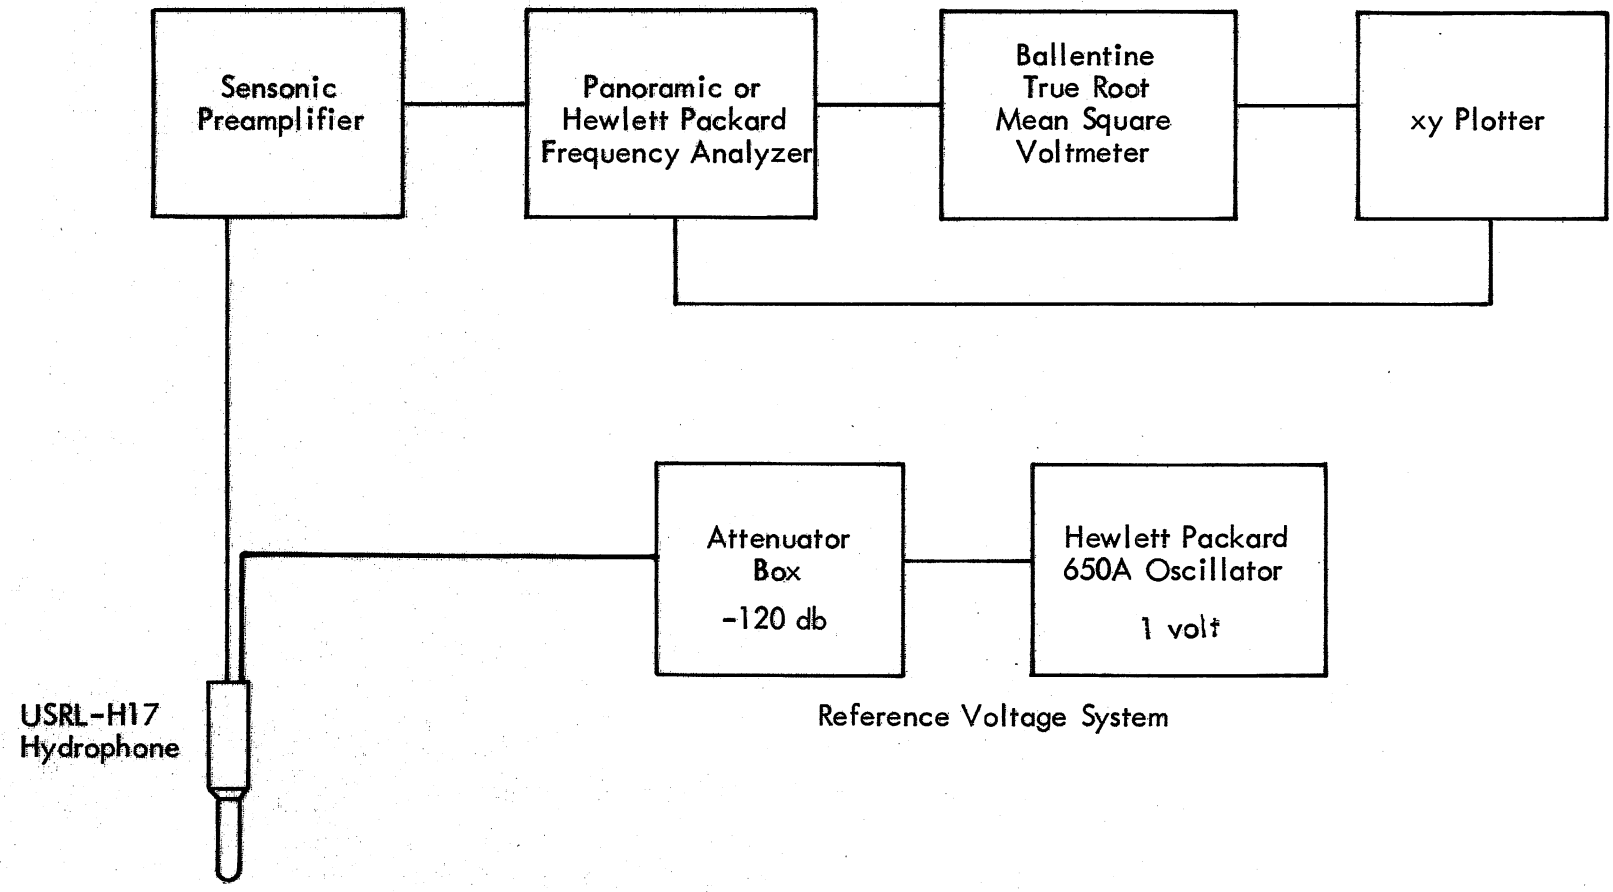 Sensonic
Preamplifier
Panoramic or
Hewlett Packard
Frequency Analyzer
Ballentine
True Root
Mean Square
Voltmeter
xy Plotter
Attenuator
Box
-120 db
Hewlett Packard
650A Oscillator
1 volt
Reference Voltage System
USRL-H17
Hydrophone